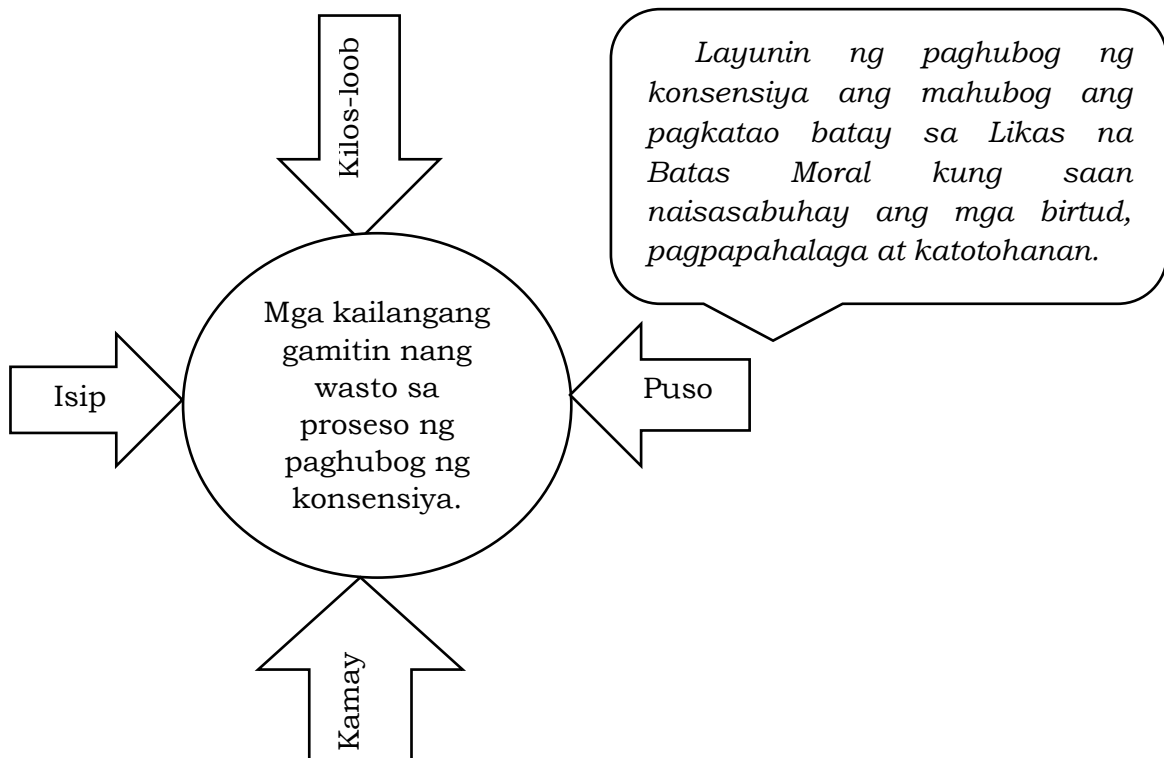 Kilos-loob
Layunin ng paghubog ng
konsensiya ang mahubog ang
pagkatao batay sa Likas na
Batas Moral kung saan
naisasabuhay ang mga birtud,
pagpapahalaga at katotohanan.
Mga kailangang
gamitin nang
wasto sa
proseso ng
paghubog ng
konsensiya.
Isip
Puso
Kamay